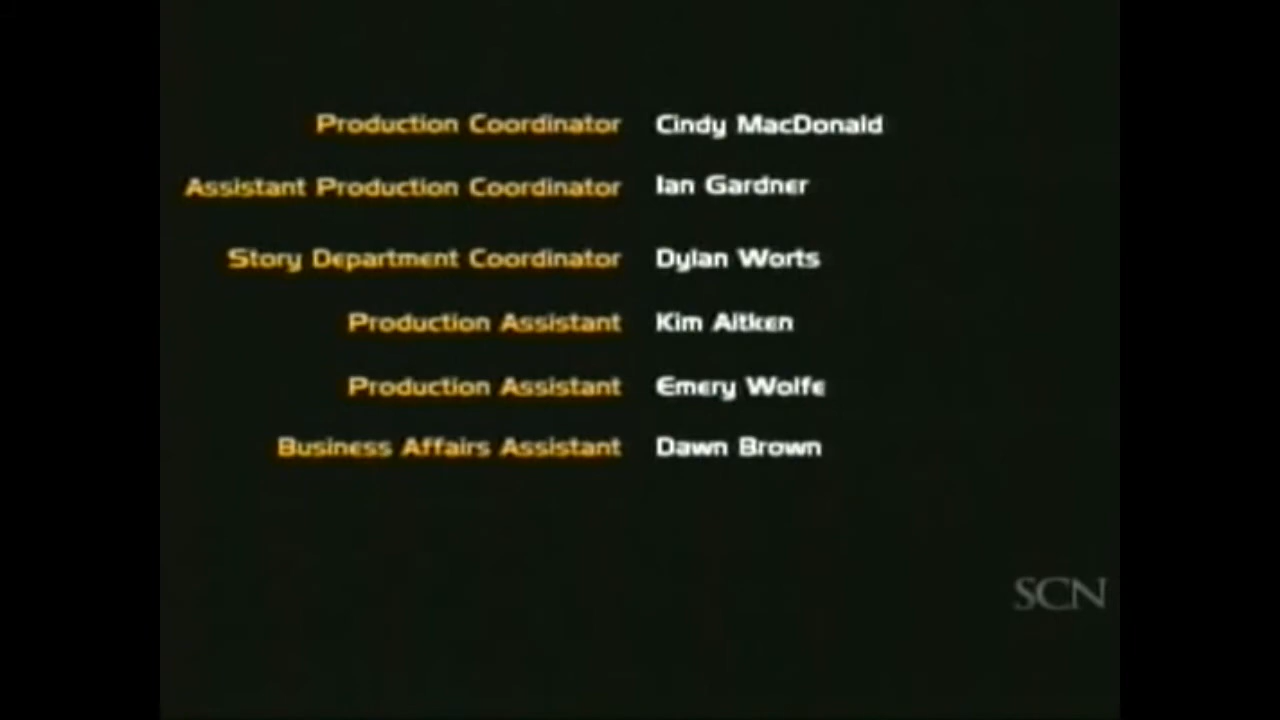 Production Coordinator Cindy MacDonald
Assistant Production Coordinator Ian Gardner
Story Department Coordinator Dylan Worts
Production Assistant Kim Aitken
Production Assistant Emery Wolfe
Business Affairs Assistant Dawn Brown
SCN